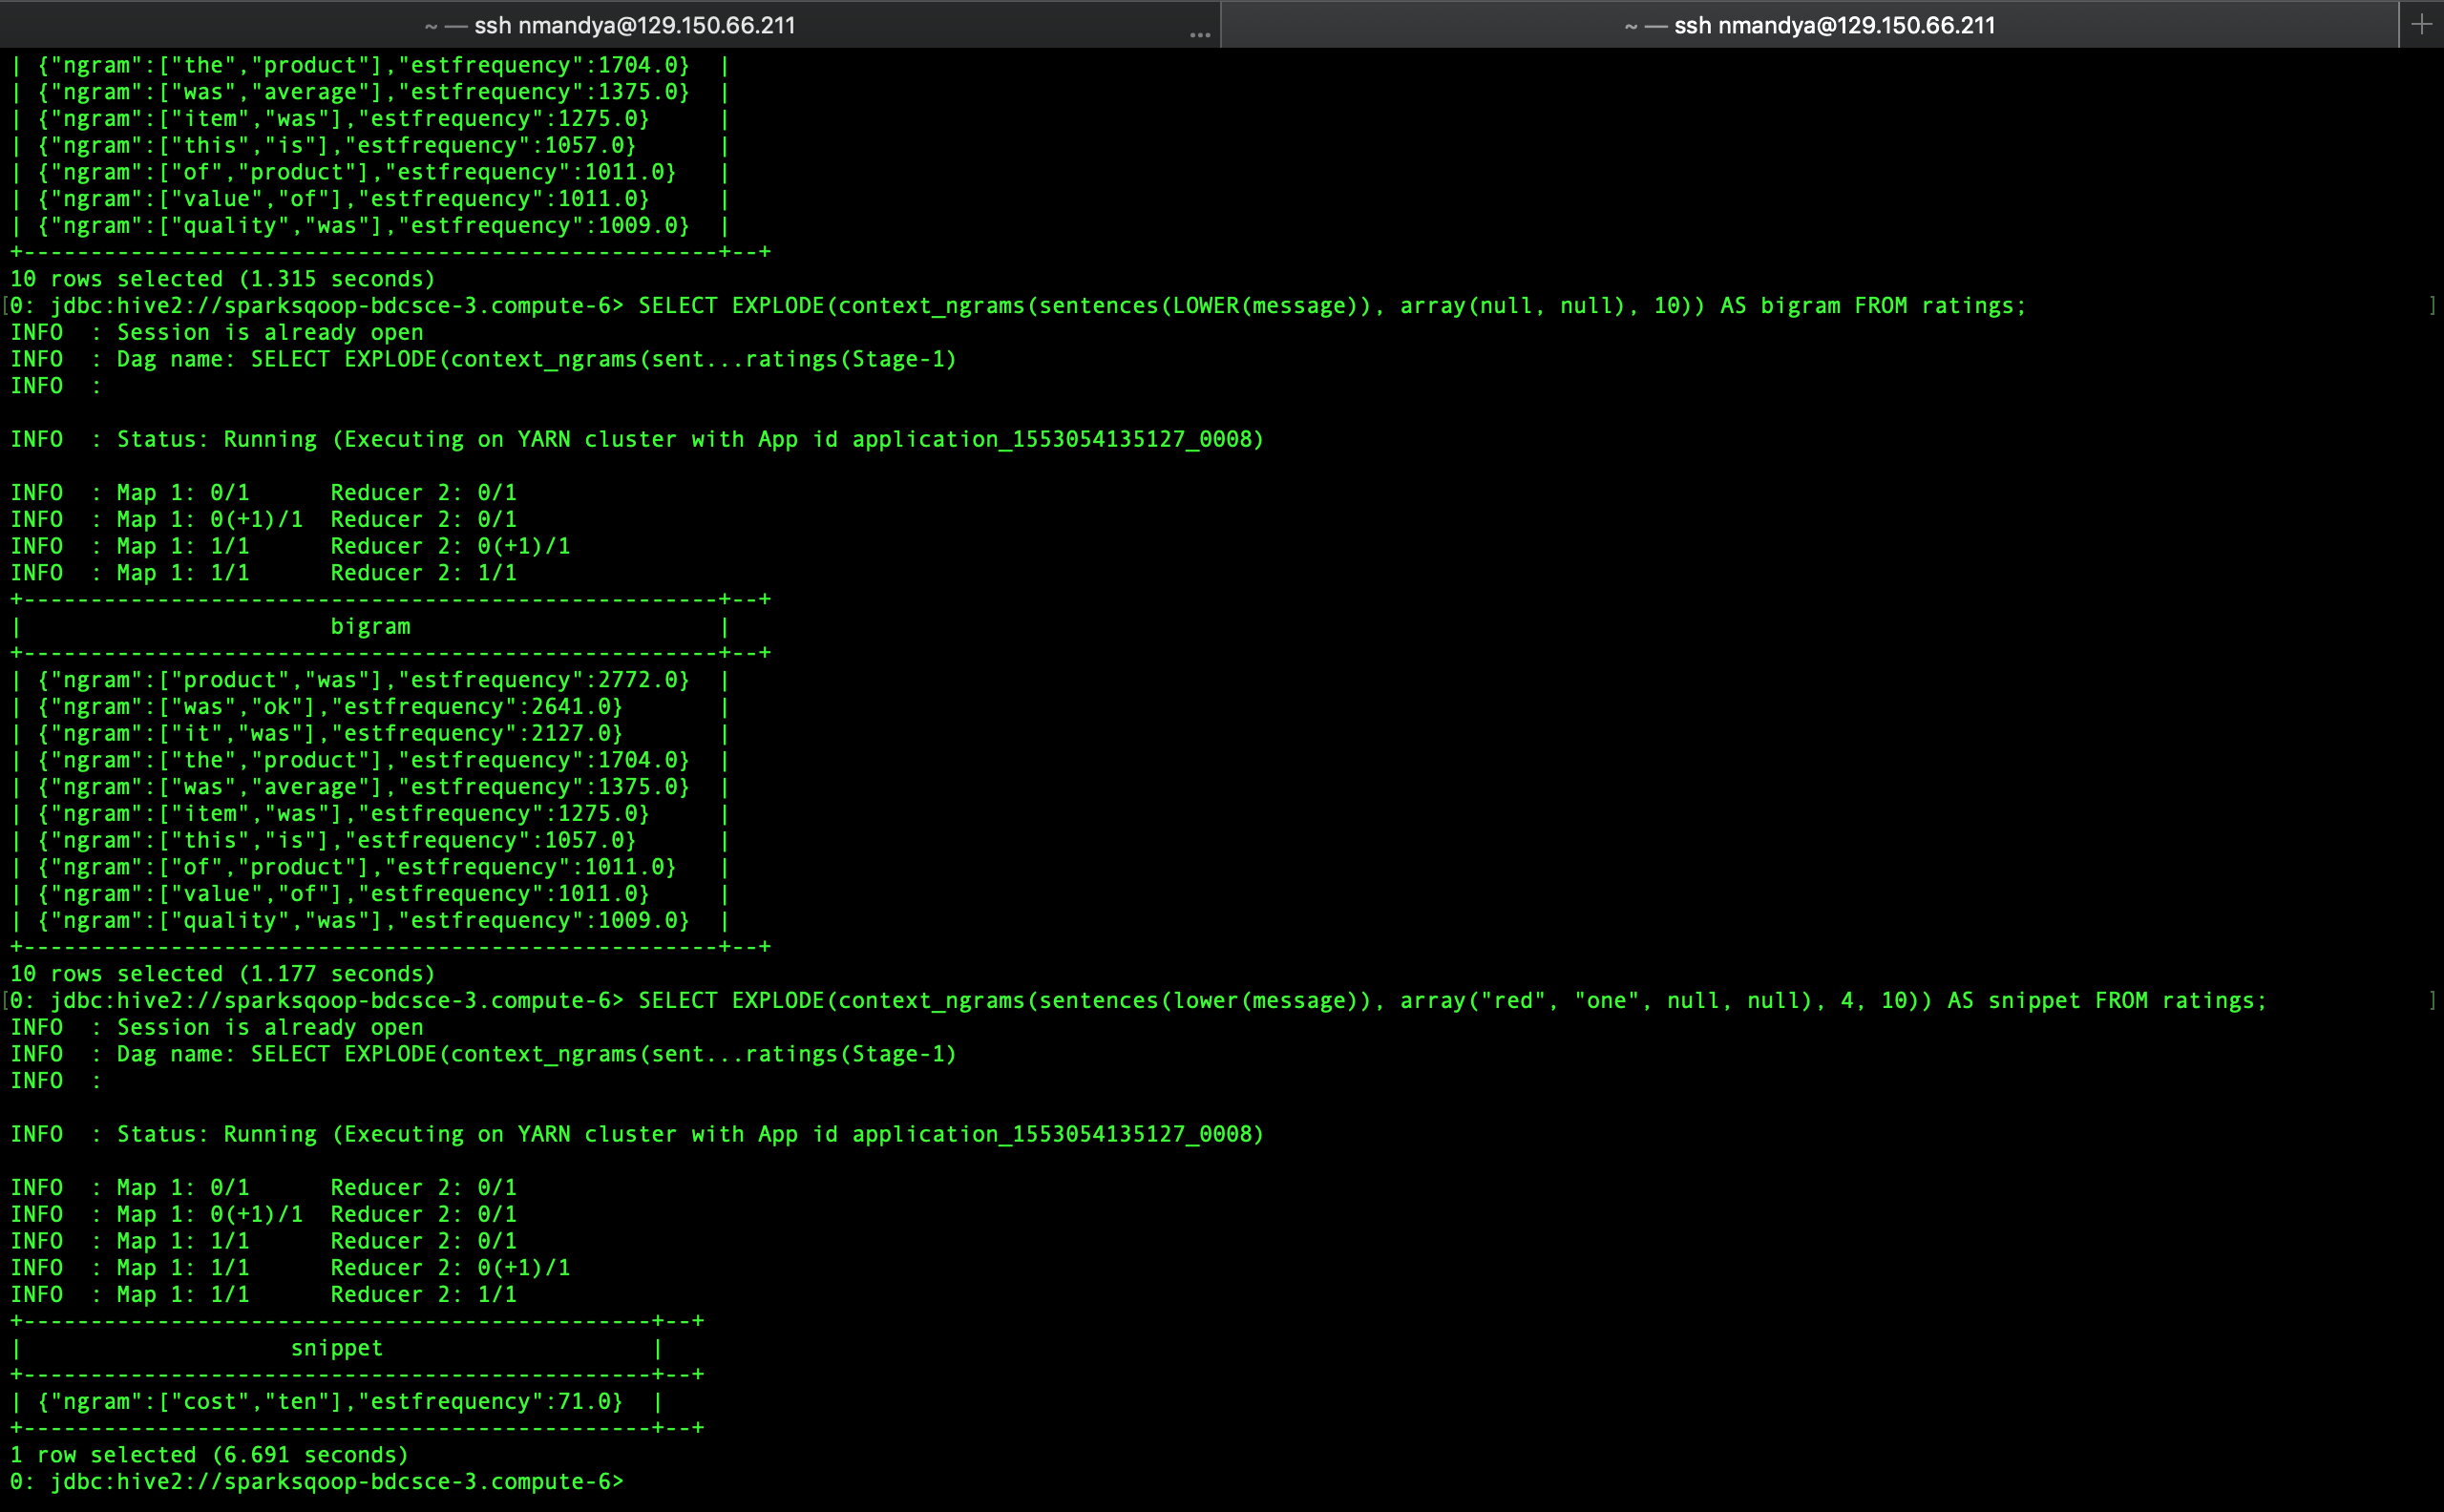 ~ — ssh nmandya@129.150.66.211 ... ~ — ssh nmandya@129.150.66.211 +
| {"ngram":["the","product"],"estfrequency":1704.0}  |
| {"ngram":["was","average"],"estfrequency":1375.0}  |
| {"ngram":["item","was"],"estfrequency":1275.0}     |
| {"ngram":["this","is"],"estfrequency":1057.0}      |
| {"ngram":["of","product"],"estfrequency":1011.0}   |
| {"ngram":["value","of"],"estfrequency":1011.0}     |
| {"ngram":["quality","was"],"estfrequency":1009.0}  |
+----------------------------------------------------+--+
10 rows selected (1.315 seconds)
[0: jdbc:hive2://sparksqoop-bdcsce-3.compute-6> SELECT EXPLODE(context_ngrams(sentences(LOWER(message)), array(null, null), 10)) AS bigram FROM ratings; ]
INFO  : Session is already open
INFO  : Dag name: SELECT EXPLODE(context_ngrams(sent...ratings(Stage-1)
INFO  :
INFO  : Status: Running (Executing on YARN cluster with App id application_1553054135127_0008)
INFO  : Map 1: 0/1      Reducer 2: 0/1
INFO  : Map 1: 0(+1)/1  Reducer 2: 0/1
INFO  : Map 1: 1/1      Reducer 2: 0(+1)/1
INFO  : Map 1: 1/1      Reducer 2: 1/1
+----------------------------------------------------+--+
|                       bigram                       |
+----------------------------------------------------+--+
| {"ngram":["product","was"],"estfrequency":2772.0}  |
| {"ngram":["was","ok"],"estfrequency":2641.0}       |
| {"ngram":["it","was"],"estfrequency":2127.0}       |
| {"ngram":["the","product"],"estfrequency":1704.0}  |
| {"ngram":["was","average"],"estfrequency":1375.0}  |
| {"ngram":["item","was"],"estfrequency":1275.0}     |
| {"ngram":["this","is"],"estfrequency":1057.0}      |
| {"ngram":["of","product"],"estfrequency":1011.0}   |
| {"ngram":["value","of"],"estfrequency":1011.0}     |
| {"ngram":["quality","was"],"estfrequency":1009.0}  |
+----------------------------------------------------+--+
10 rows selected (1.177 seconds)
[0: jdbc:hive2://sparksqoop-bdcsce-3.compute-6> SELECT EXPLODE(context_ngrams(sentences(lower(message)), array("red", "one", null, null), 4, 10)) AS snippet FROM ratings; ]
INFO  : Session is already open
INFO  : Dag name: SELECT EXPLODE(context_ngrams(sent...ratings(Stage-1)
INFO  :
INFO  : Status: Running (Executing on YARN cluster with App id application_1553054135127_0008)
INFO  : Map 1: 0/1      Reducer 2: 0/1
INFO  : Map 1: 0(+1)/1  Reducer 2: 0/1
INFO  : Map 1: 1/1      Reducer 2: 0/1
INFO  : Map 1: 1/1      Reducer 2: 0(+1)/1
INFO  : Map 1: 1/1      Reducer 2: 1/1
+-----------------------------------------------+--+
|                    snippet                    |
+-----------------------------------------------+--+
| {"ngram":["cost","ten"],"estfrequency":71.0}  |
+-----------------------------------------------+--+
1 row selected (6.691 seconds)
0: jdbc:hive2://sparksqoop-bdcsce-3.compute-6>